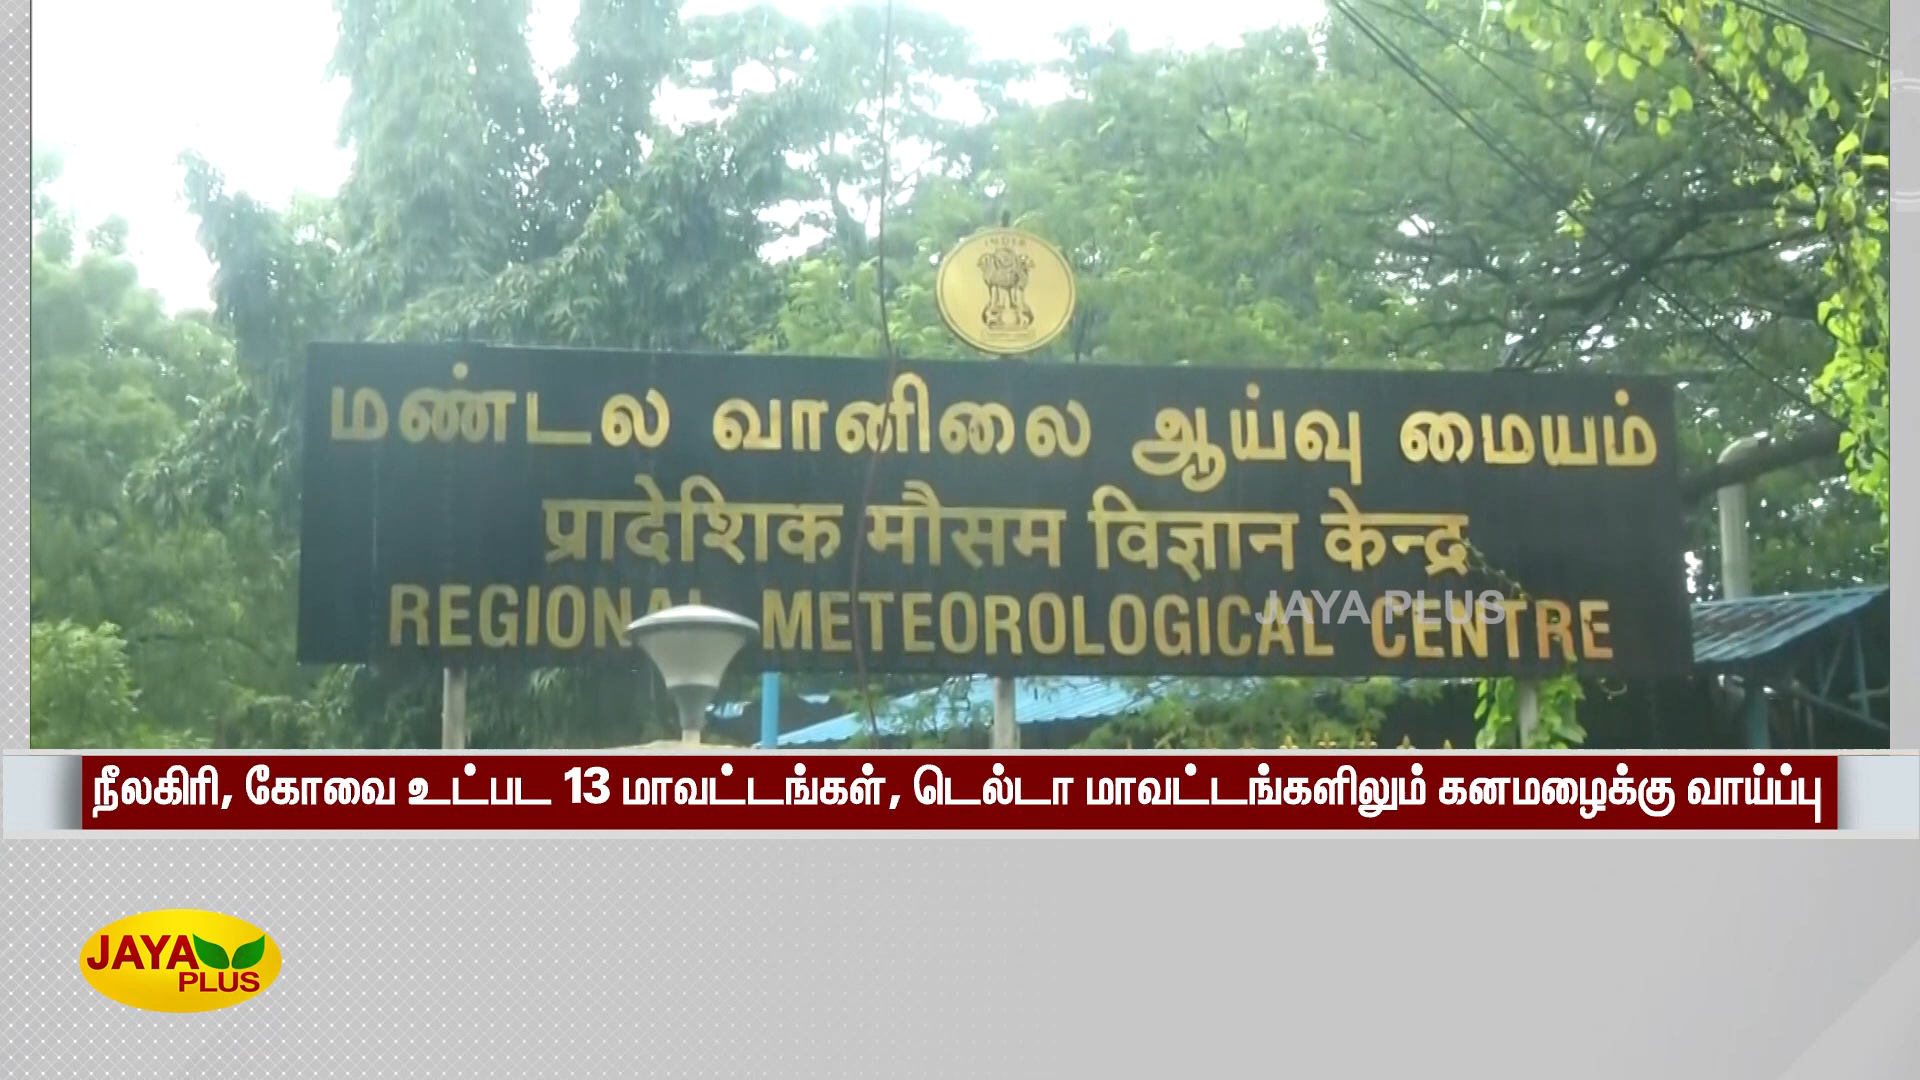 INDIA
மண்டல வானிலை ஆய்வு மையம்
प्रादेशिक मौसम विज्ञान केन्द्र
REGIONAL METEOROLOGICAL CENTRE
JAYA PLUS
நீலகிரி, கோவை உட்பட 13 மாவட்டங்கள், டெல்டா மாவட்டங்களிலும் கனமழைக்கு வாய்ப்பு
JAYA
PLUS